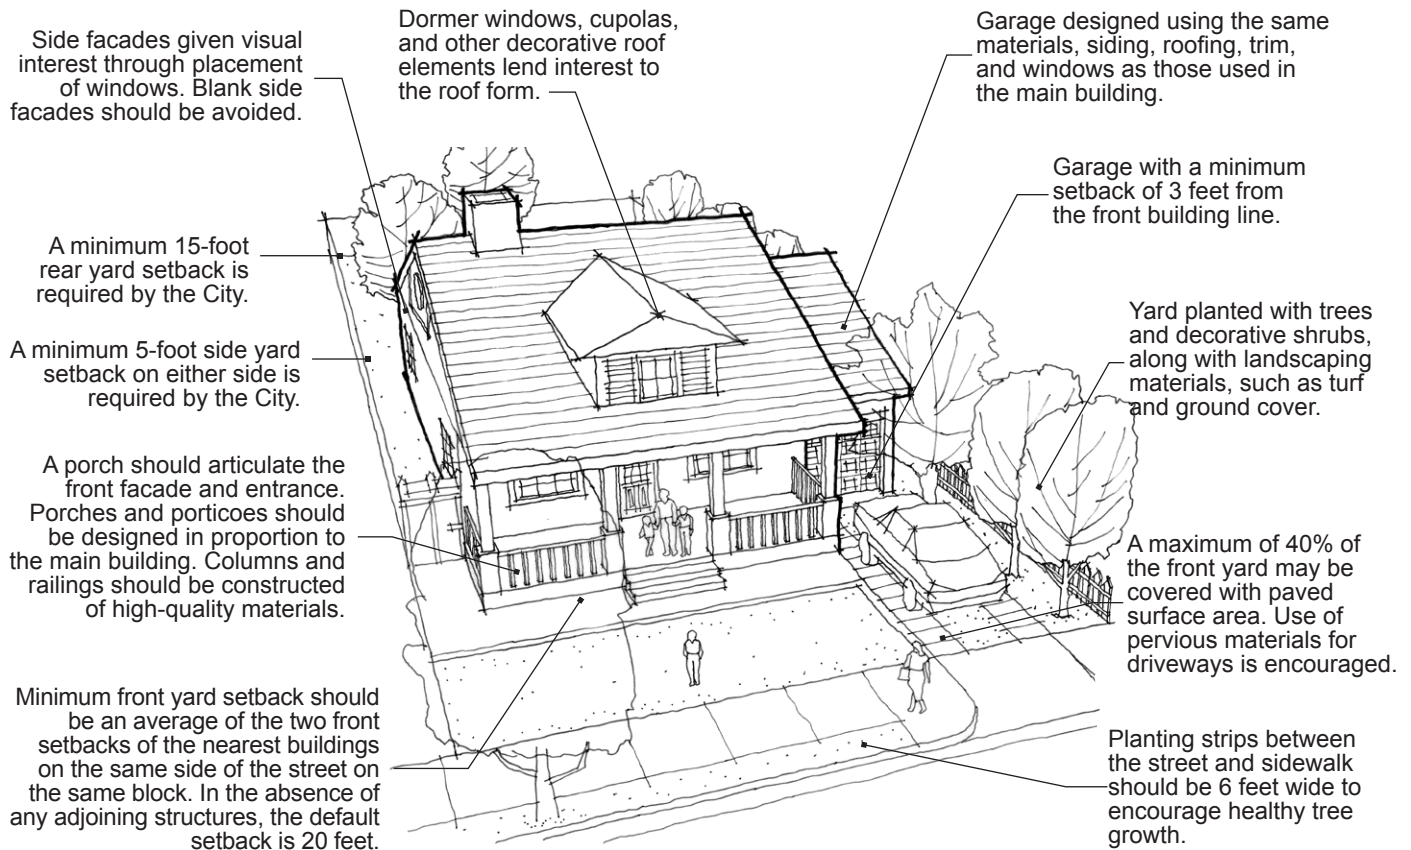 Side facades given visual
interest through placement
of windows. Blank side
facades should be avoided.
Dormer windows, cupolas,
and other decorative roof
elements lend interest to
the roof form.
Garage designed using the same
materials, siding, roofing, trim,
and windows as those used in
the main building.
Garage with a minimum
setback of 3 feet from
the front building line.
A minimum 15-foot
rear yard setback is
required by the City.
Yard planted with trees
and decorative shrubs,
along with landscaping
materials, such as turf
and ground cover.
A minimum 5-foot side yard
setback on either side is
required by the City.
A porch should articulate the
front facade and entrance.
Porches and porticoes should
be designed in proportion to
the main building. Columns and
railings should be constructed
of high-quality materials.
A maximum of 40% of
the front yard may be
covered with paved
surface area. Use of
pervious materials for
driveways is encouraged.
Minimum front yard setback should
be an average of the two front
setbacks of the nearest buildings
on the same side of the street on
the same block. In the absence of
any adjoining structures, the default
setback is 20 feet.
Planting strips between
the street and sidewalk
should be 6 feet wide to
encourage healthy tree
growth.